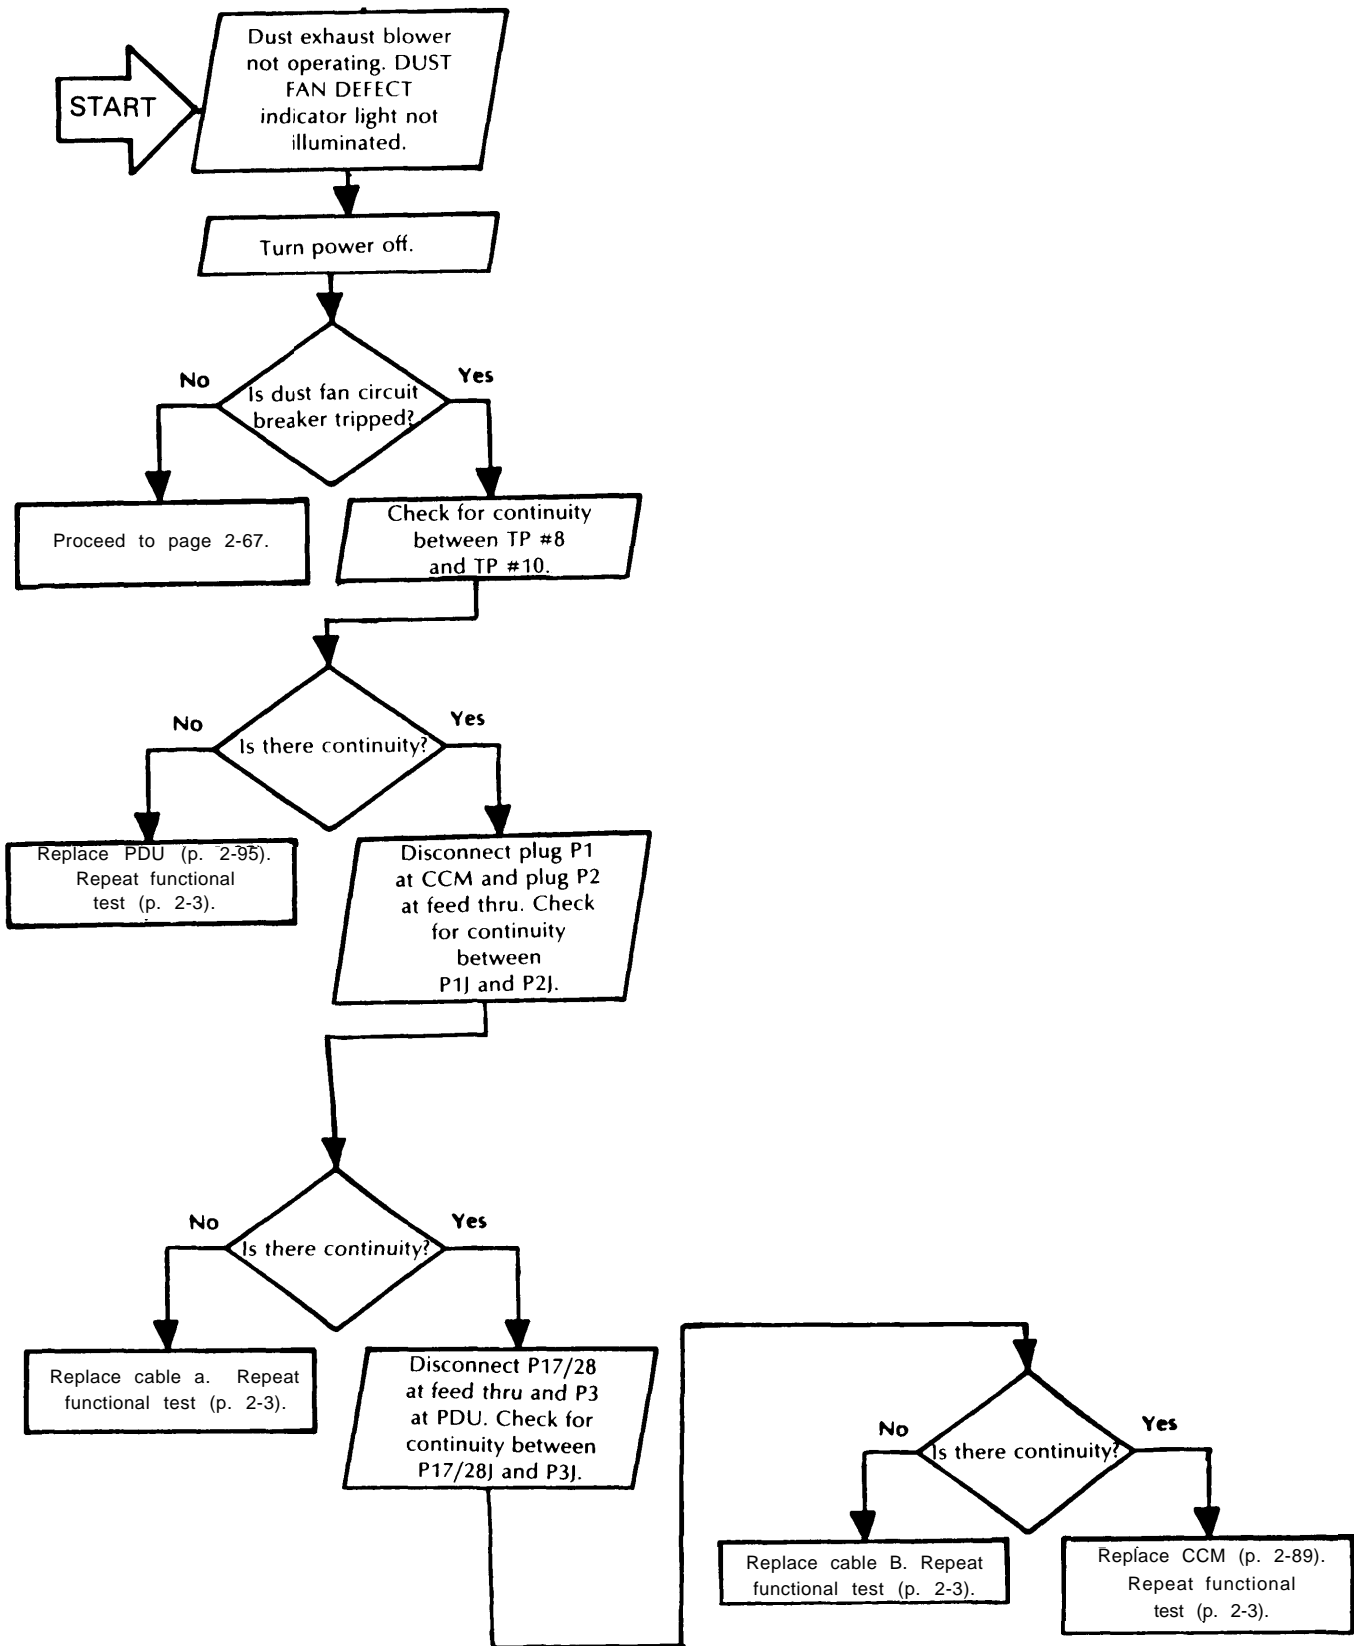 Dust exhaust blower
not operating. DUST
FAN DEFECT
indicator light not
illuminated.
START
Turn power off.
No
Yes
Is dust fan circuit
breaker tripped?
Proceed to page 2-67.
Check for continuity
between TP #8
and TP #10.
No
Yes
Is there continuity?
Replace PDU (p. 2-95).
Repeat functional
test (p. 2-3).
Disconnect plug P1
at CCM and plug P2
at feed thru. Check
for continuity
between
P1J and P2J.
No
Yes
Is there continuity?
Replace cable a. Repeat
functional test (p. 2-3).
Disconnect P17/28
at feed thru and P3
at PDU. Check for
continuity between
P17/28J and P3J.
No
Yes
Is there continuity?
Replace cable B. Repeat
functional test (p. 2-3).
Replace CCM (p. 2-89).
Repeat functional
test (p. 2-3).